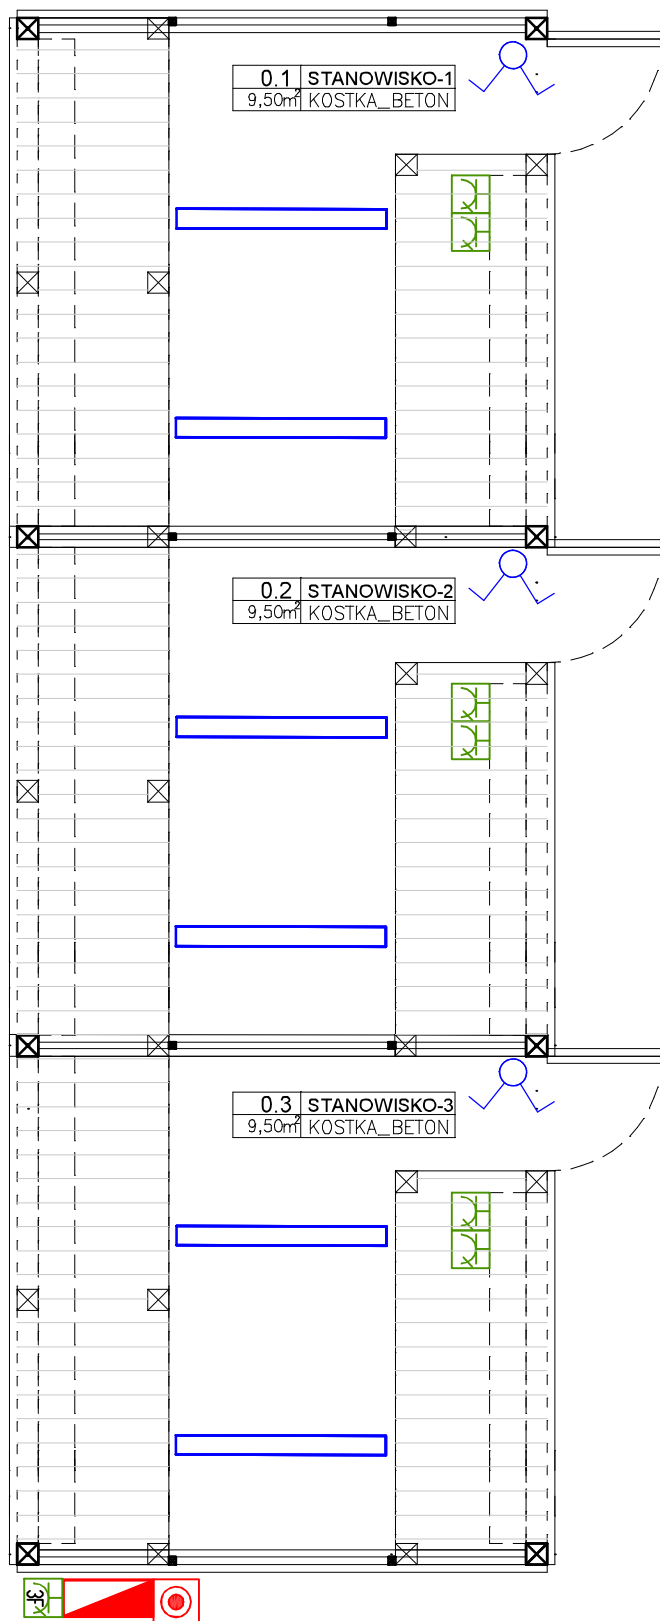 0.1 STANOWISKO-1
9,50m² KOSTKA_BETON
0.2 STANOWISKO-2
9,50m² KOSTKA_BETON
0.3 STANOWISKO-3
9,50m² KOSTKA_BETON
3F